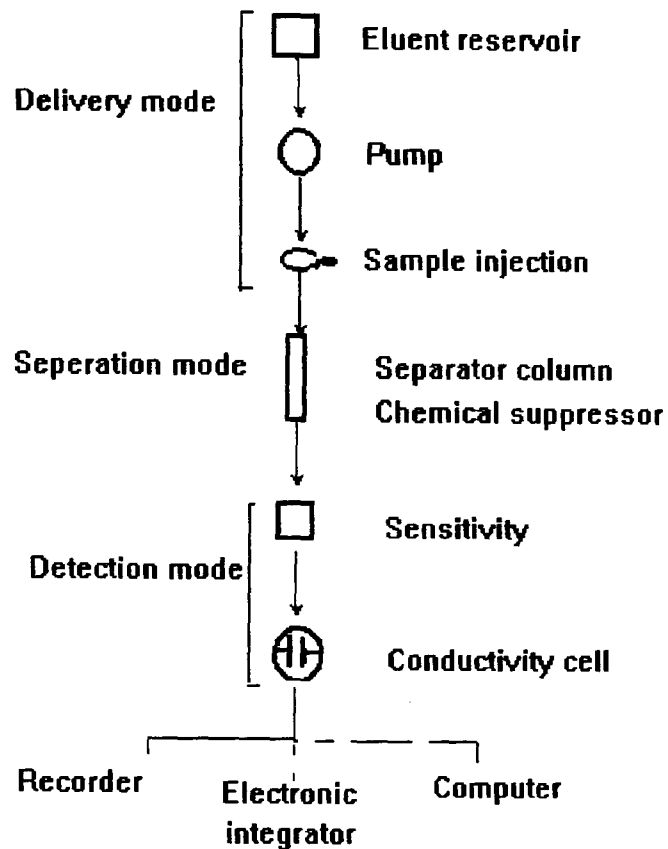 Eluent reservoir
Delivery mode
Pump
Sample injection
Seperation mode
Separator column
Chemical suppressor
Sensitivity
Detection mode
Conductivity cell
Recorder
Electronic
integrator
Computer